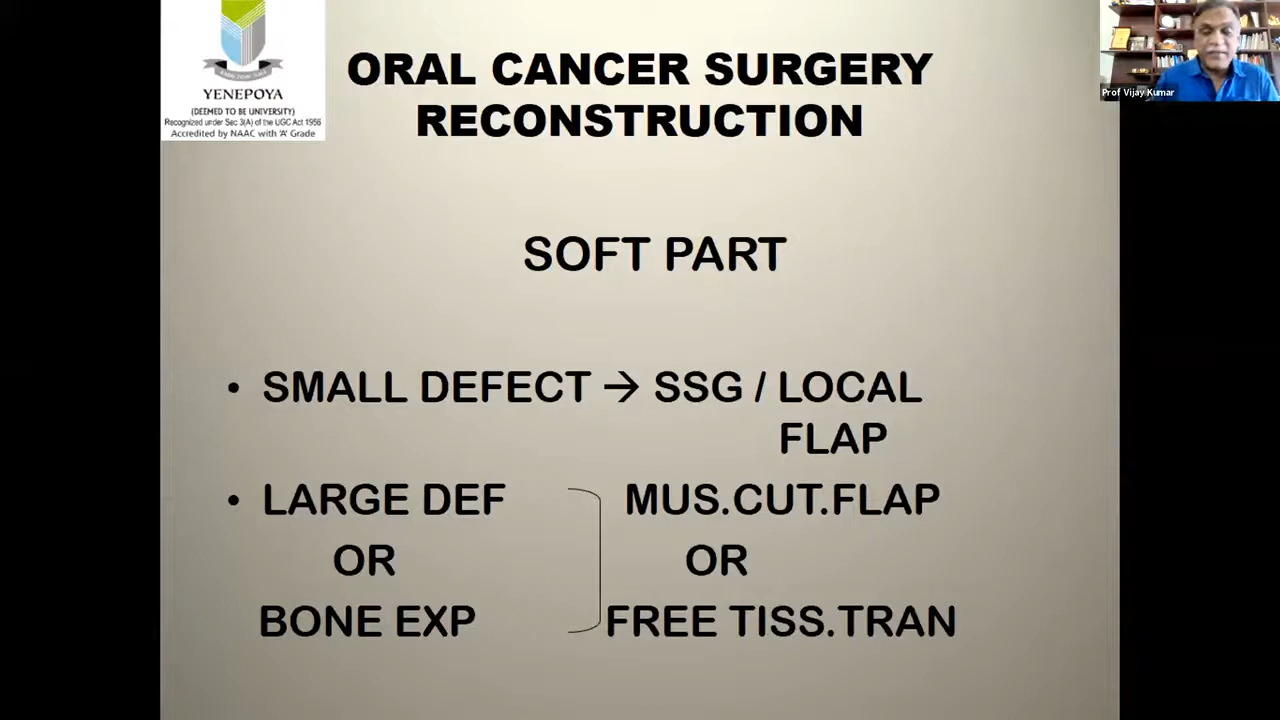 YENEPOYA
(DEEMED TO BE UNIVERSITY)
Recognized under Sec 3(A) of the UGC Act 1956
Accredited by NAAC with 'A' Grade
ORAL CANCER SURGERY
RECONSTRUCTION
Prof Vijay Kumar
SOFT PART
• SMALL DEFECT → SSG / LOCAL
FLAP
• LARGE DEF MUS.CUT.FLAP
OR OR
BONE EXP FREE TISS.TRAN